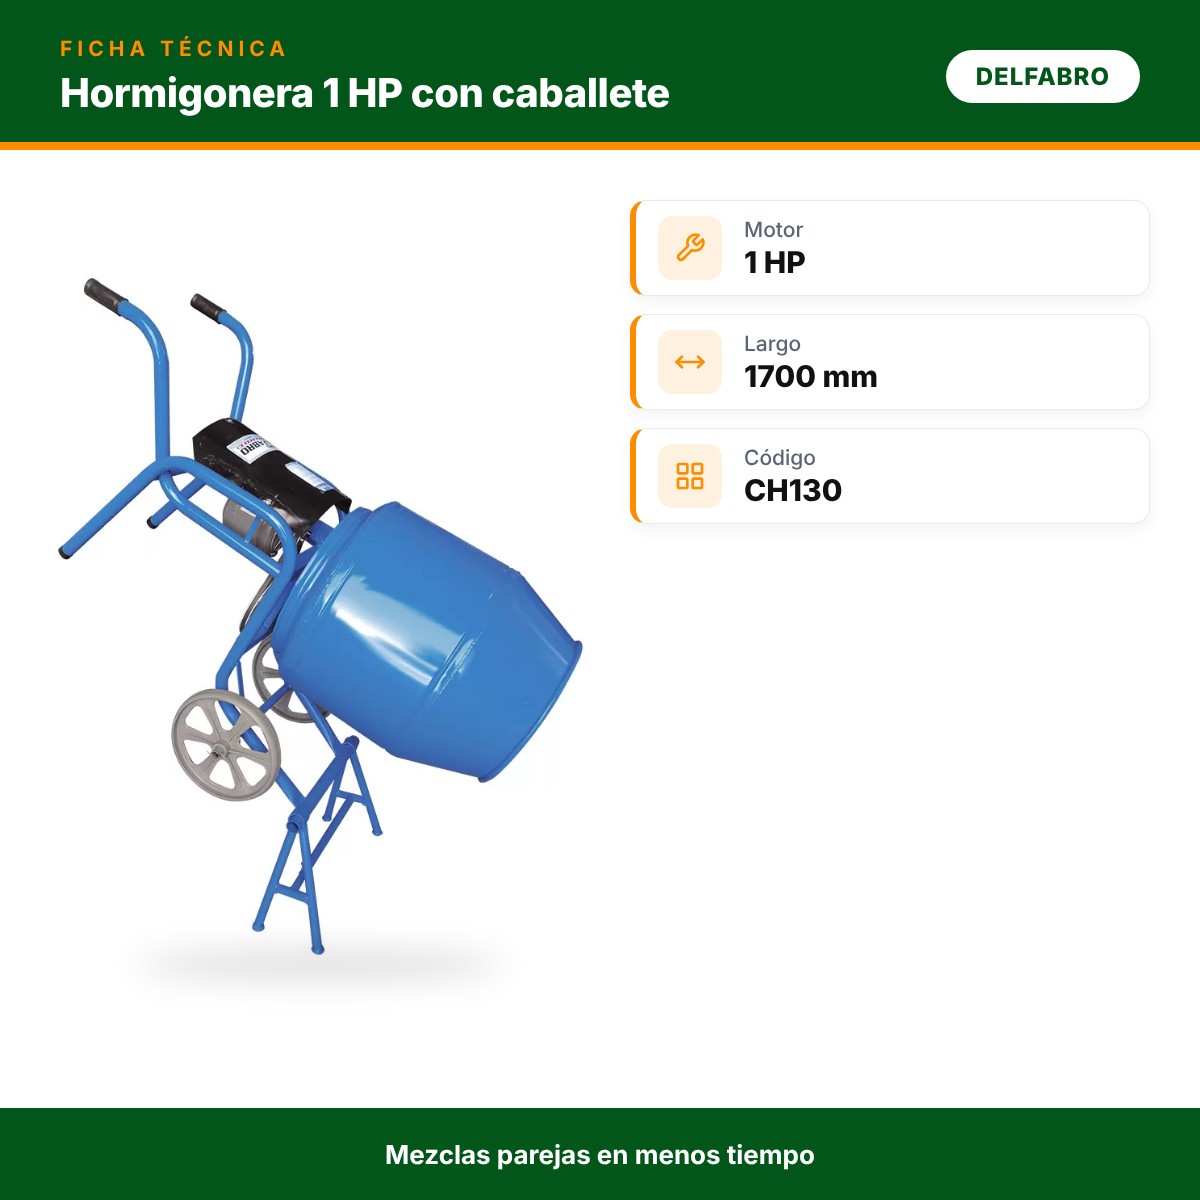 FICHA TÉCNICA
Hormigonera 1 HP con caballete
DELFABRO
Motor
1 HP
Largo
1700 mm
Código
CH130
Mezclas parejas en menos tiempo